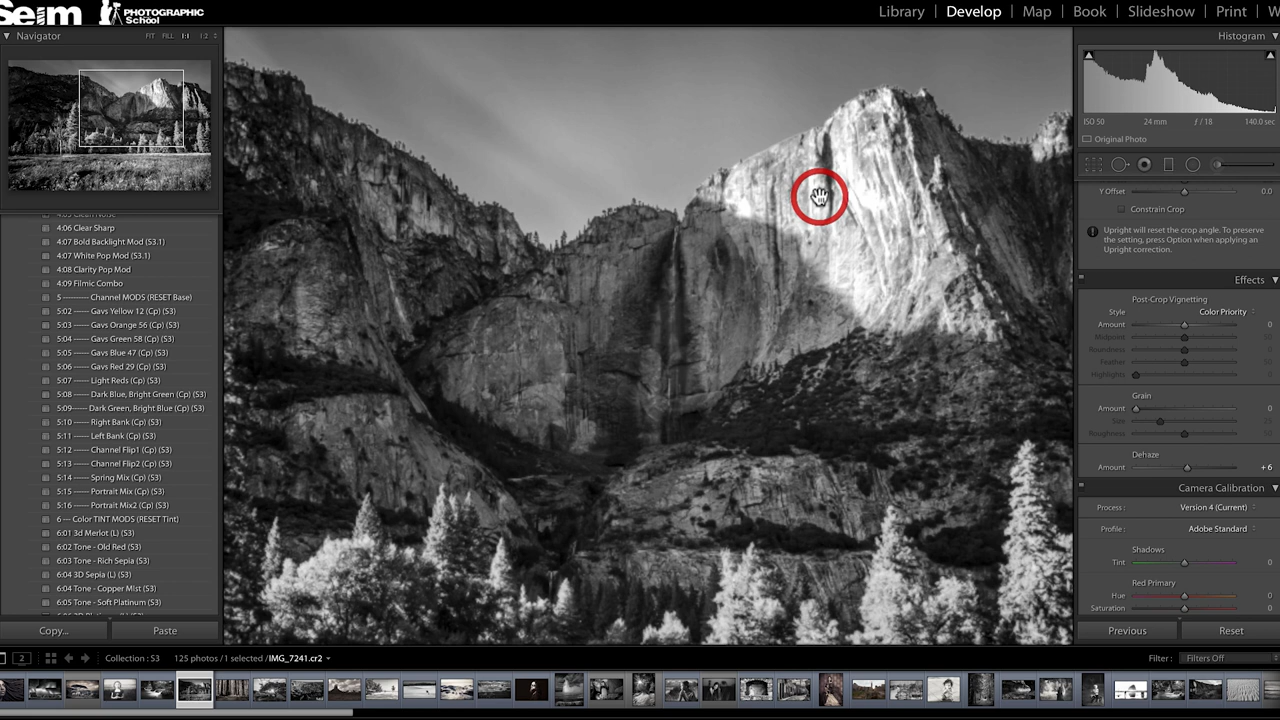 Seim PHOTOGRAPHIC School
Library | Develop | Map | Book | Slideshow | Print | W
Navigator FIT FILL 1:1 1:2
4:05 Clean Noise
4:06 Clear Sharp
4:07 Bold Backlight Mod (S3.1)
4:07 White Pop Mod (S3.1)
4:08 Clarity Pop Mod
4.09 Filmic Combo
5 ---------- Channel MODS (RESET Base)
5:02 —— Gavs Yellow 12 (Cp) (S3)
5:03 —— Gavs Orange 56 (Cp) (S3)
5:04 —— Gavs Green 58 (Cp) (S3)
5:05 —— Gavs Blue 47 (Cp) (S3)
5:06 —— Gavs Red 29 (Cp) (S3)
5:07 —— Light Reds (Cp) (S3)
5:08 —— Dark Blue, Bright Green (Cp) (S3)
5:09—— Dark Green, Bright Blue (Cp) (S3)
5:10 —— Right Bank (Cp) (S3)
5:11 —— Left Bank (Cp) (S3)
5:12 —— Channel Flip1 (Cp) (S3)
5:13 —— Channel Flip2 (Cp) (S3)
5:14 —— Spring Mix (Cp) (S3)
5:15 —— Portrait Mix (Cp) (S3)
5:16 —— Portrait Mix2 (Cp) (S3)
6 — Color TINT MODS (RESET Tint)
6:01 3d Merlot (L) (S3)
6:02 Tone - Old Red (S3)
6:03 Tone - Rich Sepia (S3)
6:04 3D Sepia (L) (S3)
6:04 Tone - Copper Mist (S3)
6:05 Tone - Soft Platinum (S3)
Copy... Paste
Histogram
ISO 50 24 mm ƒ / 18 140.0 sec
Original Photo
Y Offset 0.0
Constrain Crop
Upright will reset the crop angle. To preserve
the setting, press Option when applying an
Upright correction.
Effects
Post-Crop Vignetting
Style Color Priority
Amount 0
Midpoint
Roundness
Feather
Highlights 0
Grain
Amount 0
Size 25
Roughness
Dehaze
Amount + 6
Camera Calibration
Process : Version 4 (Current)
Profile : Adobe Standard
Shadows
Tint 0
Red Primary
Hue 0
Saturation 0
Previous Reset
2 Collection : S3 125 photos / 1 selected / IMG_7241.cr2 Filter : Filters Off